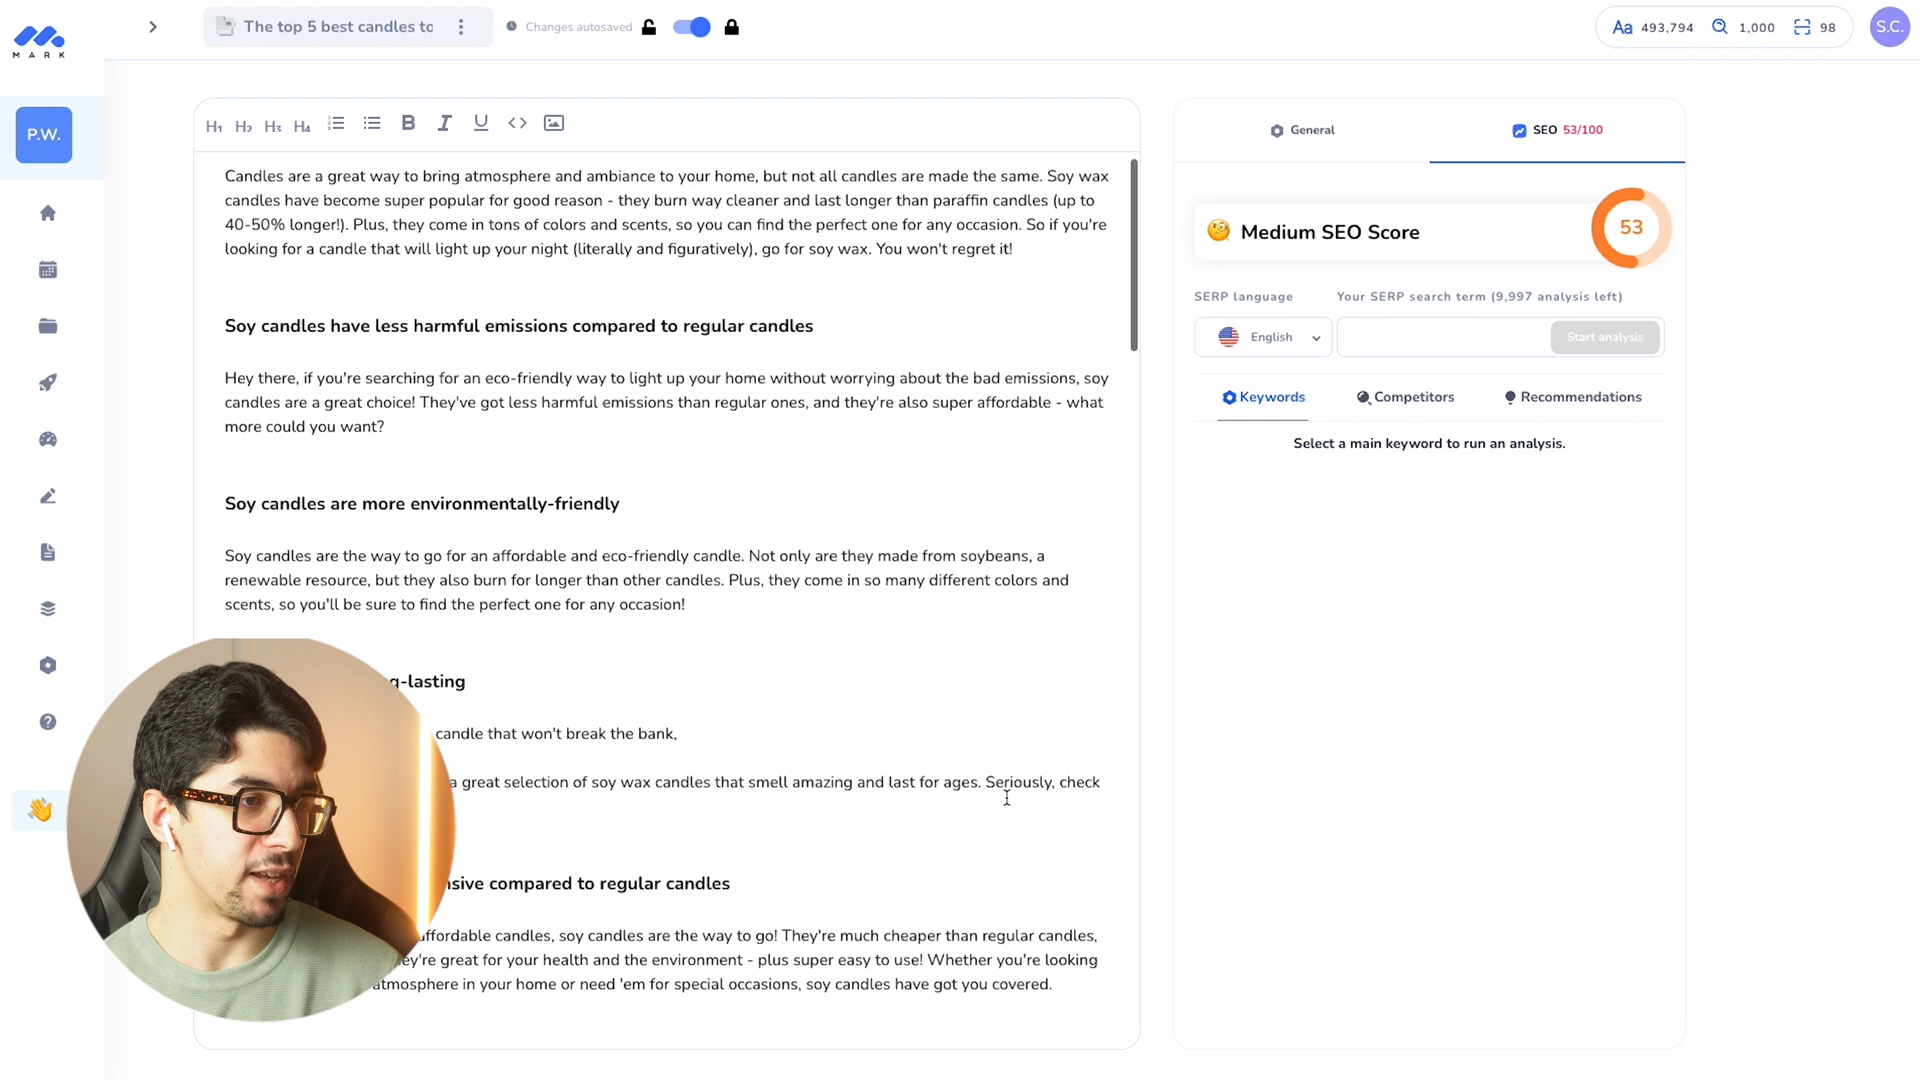 MARK
The top 5 best candles to
Changes autosaved
Aa 493,794
1,000
98
S.C.
P.W.
H1 H2 H3 H4 B I U
General
SEO 53/100
Candles are a great way to bring atmosphere and ambiance to your home, but not all candles are made the same. Soy wax
candles have become super popular for good reason - they burn way cleaner and last longer than paraffin candles (up to
40-50% longer!). Plus, they come in tons of colors and scents, so you can find the perfect one for any occasion. So if you're
looking for a candle that will light up your night (literally and figuratively), go for soy wax. You won't regret it!
Soy candles have less harmful emissions compared to regular candles
Hey there, if you're searching for an eco-friendly way to light up your home without worrying about the bad emissions, soy
candles are a great choice! They've got less harmful emissions than regular ones, and they're also super affordable - what
more could you want?
Soy candles are more environmentally-friendly
Soy candles are the way to go for an affordable and eco-friendly candle. Not only are they made from soybeans, a
renewable resource, but they also burn for longer than other candles. Plus, they come in so many different colors and
scents, so you'll be sure to find the perfect one for any occasion!
-lasting
candle that won't break the bank,
a great selection of soy wax candles that smell amazing and last for ages. Seriously, check
compared to regular candles
affordable candles, soy candles are the way to go! They're much cheaper than regular candles,
they're great for your health and the environment - plus super easy to use! Whether you're looking
atmosphere in your home or need 'em for special occasions, soy candles have got you covered.
Medium SEO Score
53
SERP language
Your SERP search term (9,997 analysis left)
English
Start analysis
Keywords
Competitors
Recommendations
Select a main keyword to run an analysis.